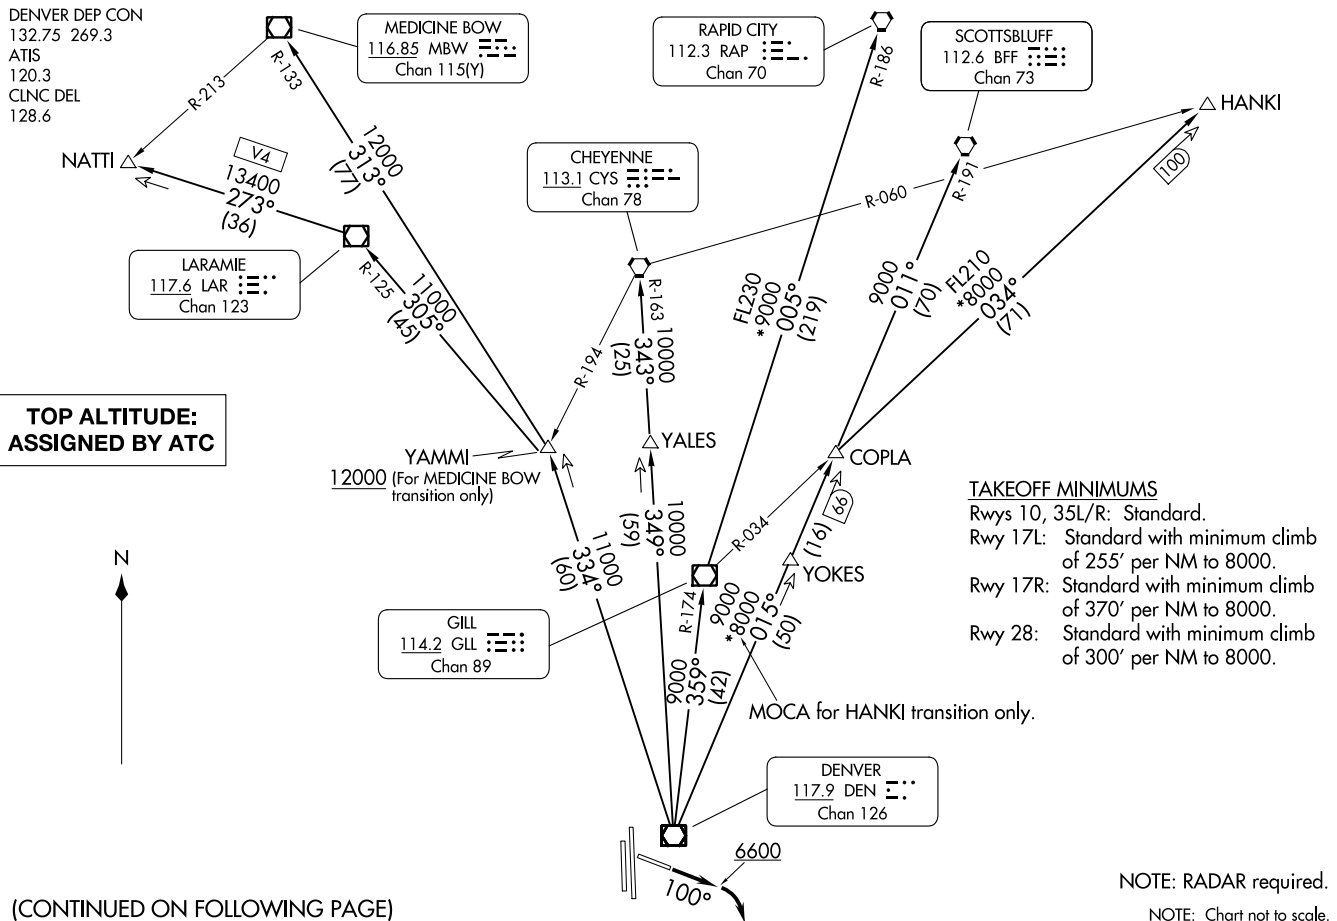 DENVER DEP CON
132.75 269.3
ATIS
120.3
CLNC DEL
128.6
MEDICINE BOW
116.85 MBW
Chan 115(Y)
RAPID CITY
112.3 RAP
Chan 70
SCOTTSBLUFF
112.6 BFF
Chan 73
R-213
R-133
R-186
HANKI
NATTI
V4
13400
273°
(36)
12000
313°
(77)
CHEYENNE
113.1 CYS
Chan 78
R-060
R-191
100
LARAMIE
117.6 LAR
Chan 123
R-125
11000
305°
(45)
R-194
R-163
10000
343°
(25)
FL230
*9000
005°
(219)
9000
011°
(70)
FL210
*8000
034°
(71)
TOP ALTITUDE:
ASSIGNED BY ATC
YAMMI
12000 (For MEDICINE BOW
transition only)
YALES
COPLA
66
(16)
R-034
YOKES
TAKEOFF MINIMUMS
Rwys 10, 35L/R: Standard.
Rwy 17L: Standard with minimum climb
of 255' per NM to 8000.
Rwy 17R: Standard with minimum climb
of 370' per NM to 8000.
Rwy 28: Standard with minimum climb
of 300' per NM to 8000.
N
11000
334°
(60)
10000
349°
(59)
GILL
114.2 GLL
Chan 89
R-174
9000
359°
(42)
9000
*8000
015°
(50)
MOCA for HANKI transition only.
DENVER
117.9 DEN
Chan 126
6600
100°
(CONTINUED ON FOLLOWING PAGE)
NOTE: RADAR required.
NOTE: Chart not to scale.